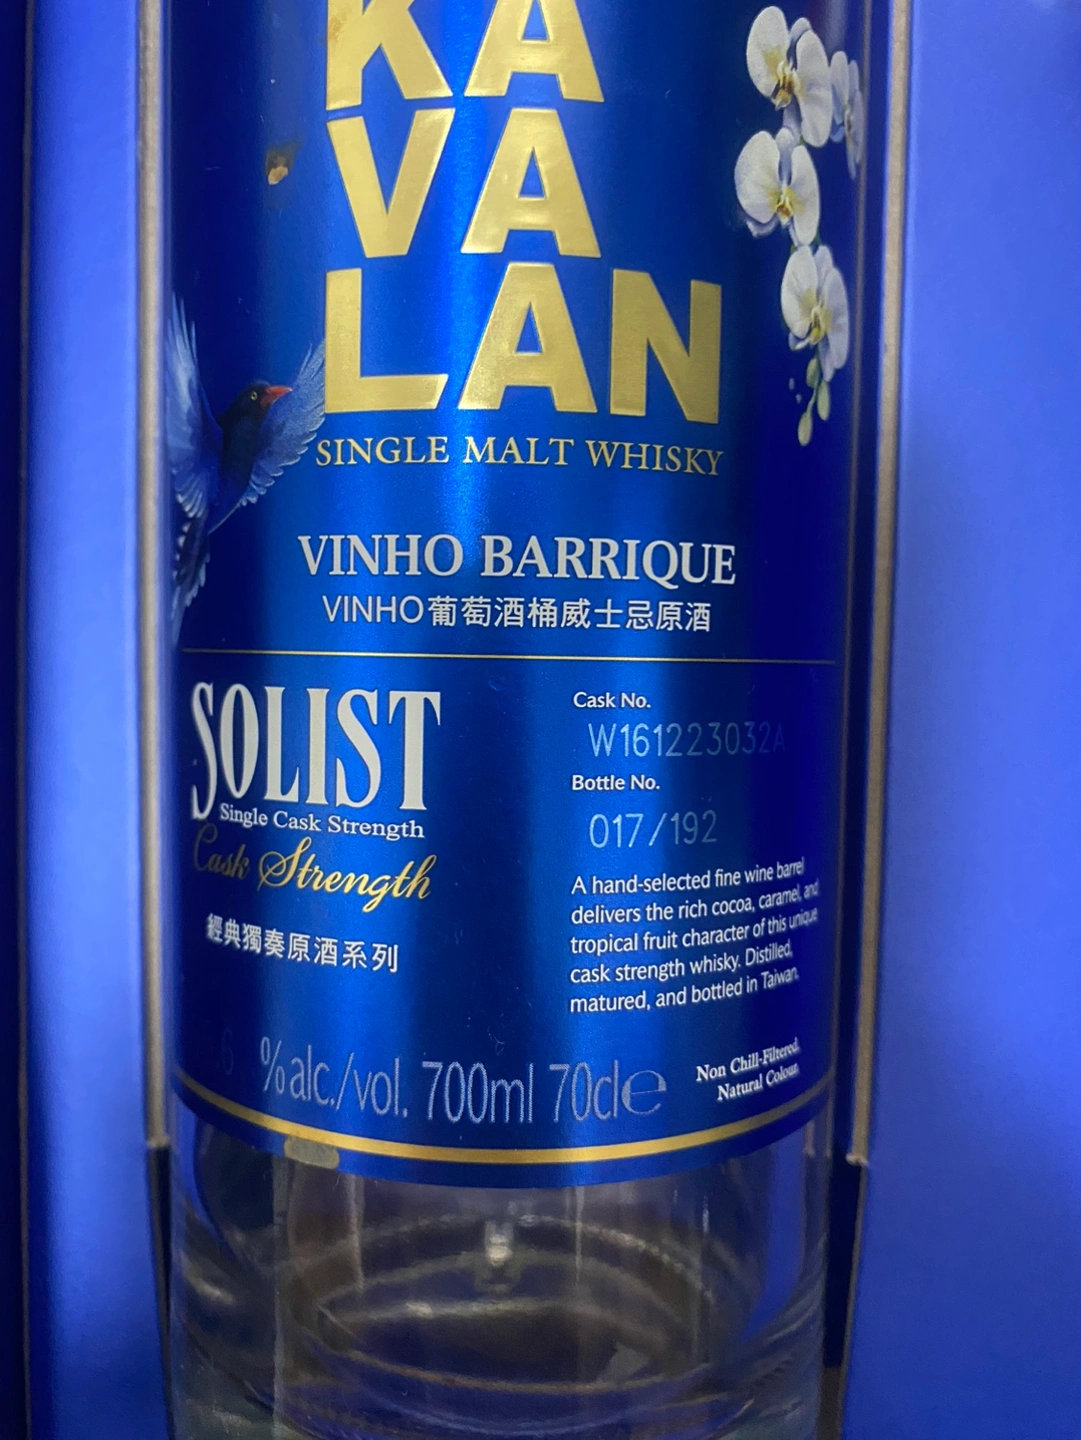 KA
VA
LAN
SINGLE MALT WHISKY
VINHO BARRIQUE
VINHO葡萄酒桶威士忌原酒
SOLIST
Single Cask Strength
Cask Strength
經典獨奏原酒系列
Cask No.
W161223032A
Bottle No.
017/192
A hand-selected fine wine barrel
delivers the rich cocoa, caramel, and
tropical fruit character of this unique
cask strength whisky. Distilled,
matured, and bottled in Taiwan.
%alc./vol. 700ml 70cl℮
Non Chill-Filtered.
Natural Colour.